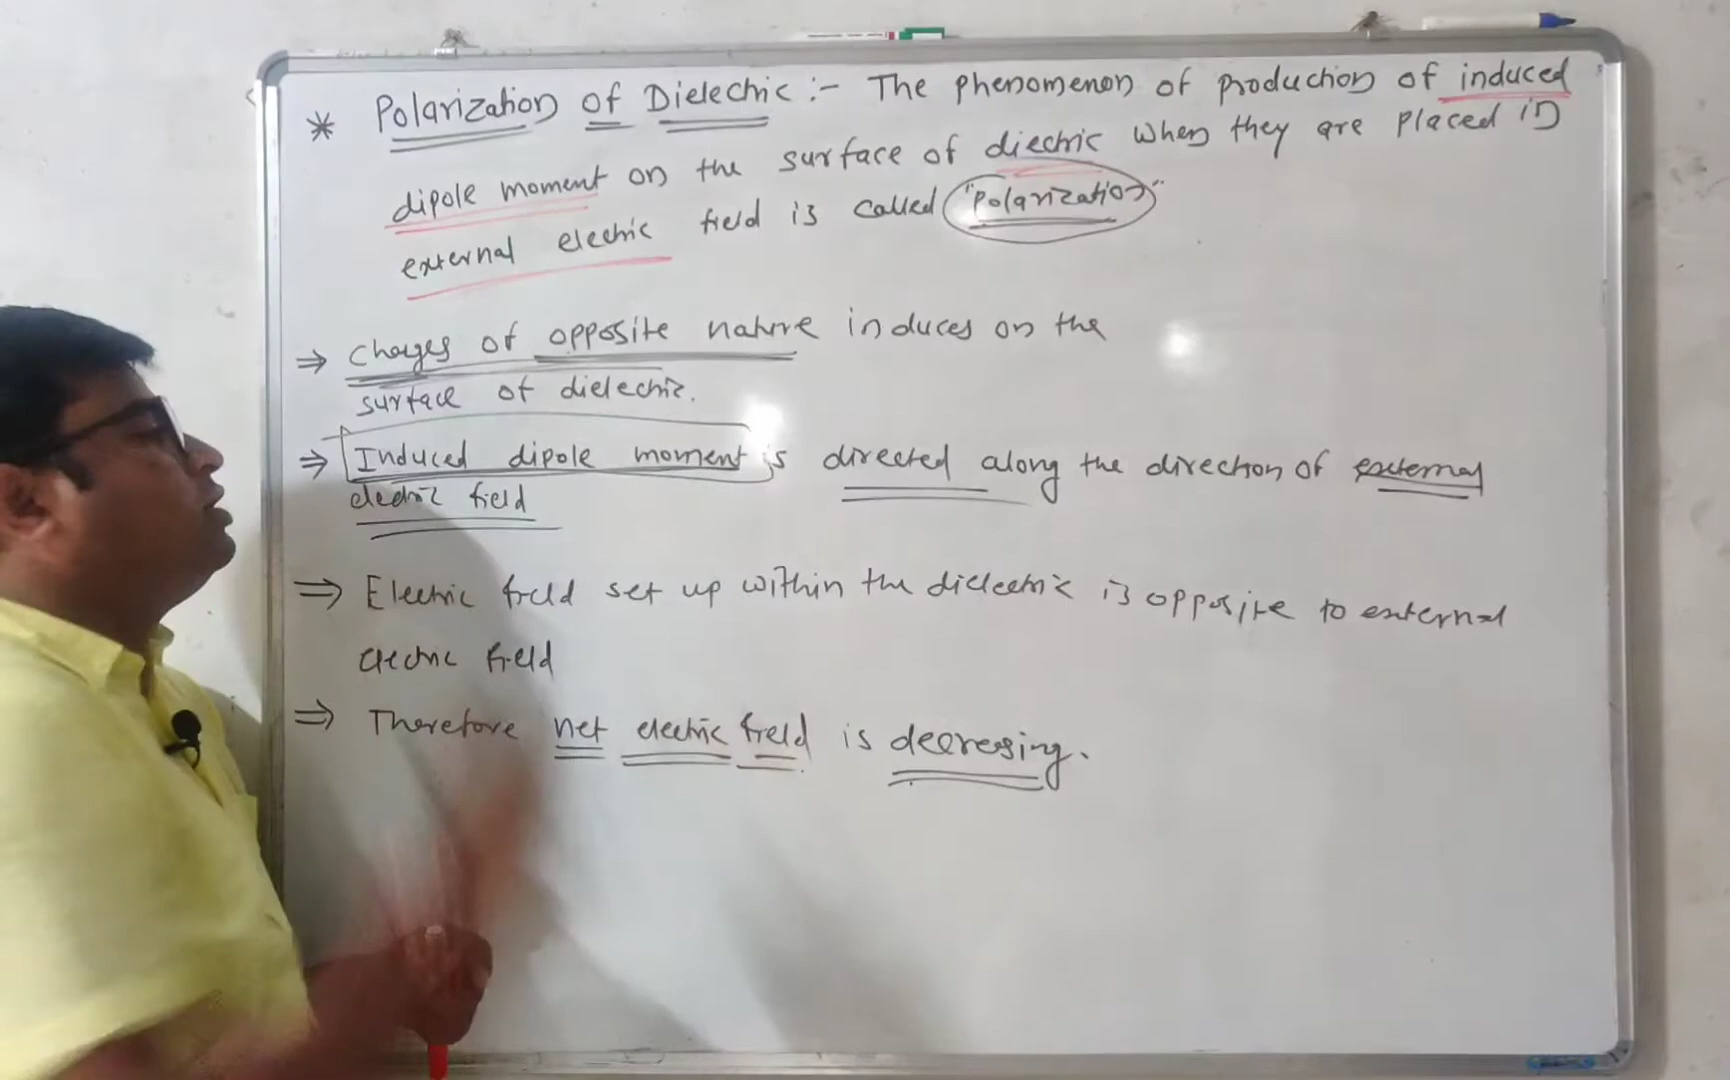 * Polarization of Dielectric :- The phenomenon of production of induced
dipole moment on the surface of diectric when they are placed in
external electric field is called "Polarization"
⇒ Charges of opposite nature induces on the
surface of dielectric.
⇒ Induced dipole moment is directed along the direction of external
electric field
⇒ Electric field set up within the dielectric is opposite to external
electric field
⇒ Therefore net electric field is decresing.